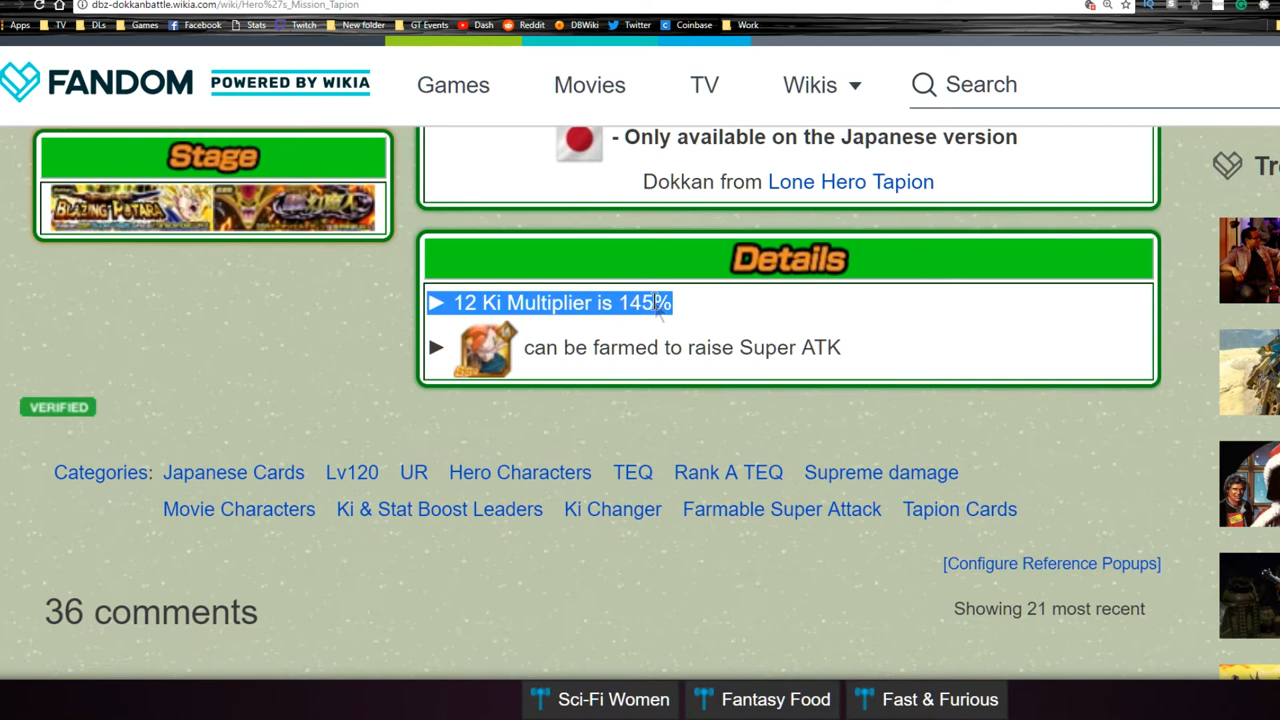 dbz-dokkanbattle.wikia.com/wiki/Hero%27s_Mission_Tapion
Apps TV DLs Games Facebook Stats Twitch New folder GT Events Dash Reddit DBWiki Twitter Coinbase Work
FANDOM POWERED BY WIKIA Games Movies TV Wikis Search
Stage
BLAZING POTARA
- Only available on the Japanese version
Dokkan from Lone Hero Tapion
Details
12 Ki Multiplier is 145%
can be farmed to raise Super ATK
VERIFIED
Categories: Japanese Cards Lv120 UR Hero Characters TEQ Rank A TEQ Supreme damage
Movie Characters Ki & Stat Boost Leaders Ki Changer Farmable Super Attack Tapion Cards
[Configure Reference Popups]
36 comments
Showing 21 most recent
Sci-Fi Women Fantasy Food Fast & Furious